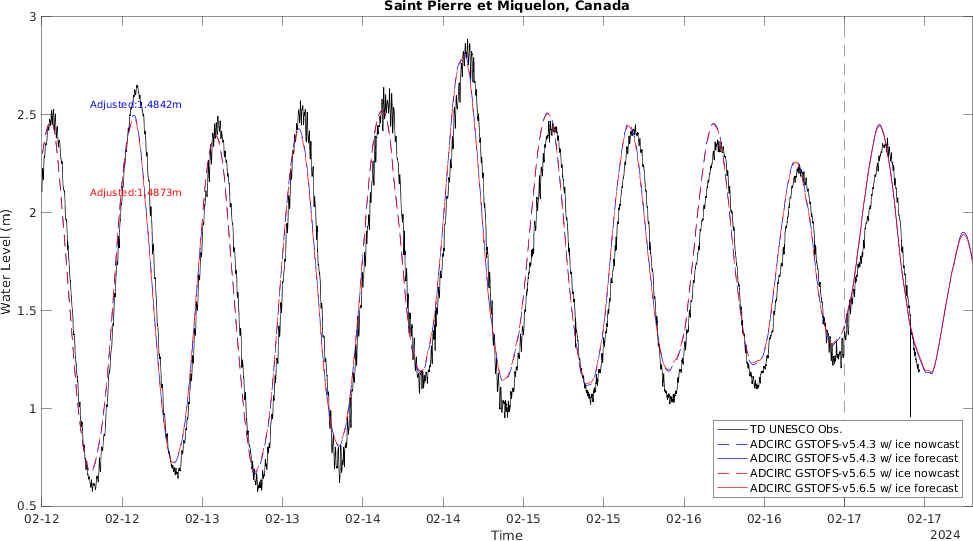 Saint Pierre et Miquelon, Canada
3
2.5
2
1.5
1
0.5
Water Level (m)
Adjusted:1.4842m
Adjusted:1.4873m
TD UNESCO Obs.
ADCIRC GSTOFS-v5.4.3 w/ ice nowcast
ADCIRC GSTOFS-v5.4.3 w/ ice forecast
ADCIRC GSTOFS-v5.6.5 w/ ice nowcast
ADCIRC GSTOFS-v5.6.5 w/ ice forecast
02-12 02-12 02-13 02-13 02-14 02-14 02-15 02-15 02-16 02-16 02-17 02-17
Time
2024